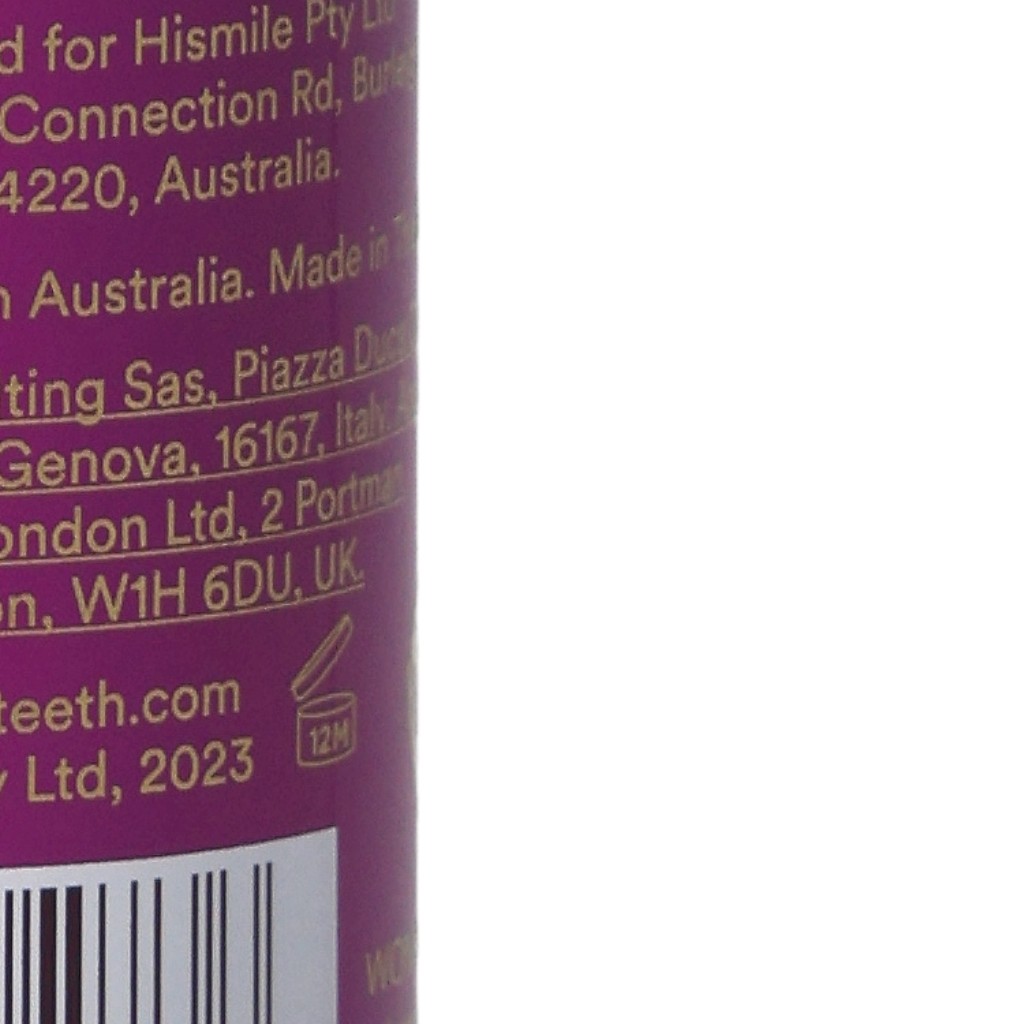 d for Hismile Pty Ltd
Connection Rd,
4220, Australia.
Australia. Made in
ting Sas, Piazza
Genova, 16167, Italy.
ondon Ltd, 2 Portman
on, W1H 6DU, UK.
teeth.com
12M
y Ltd, 2023